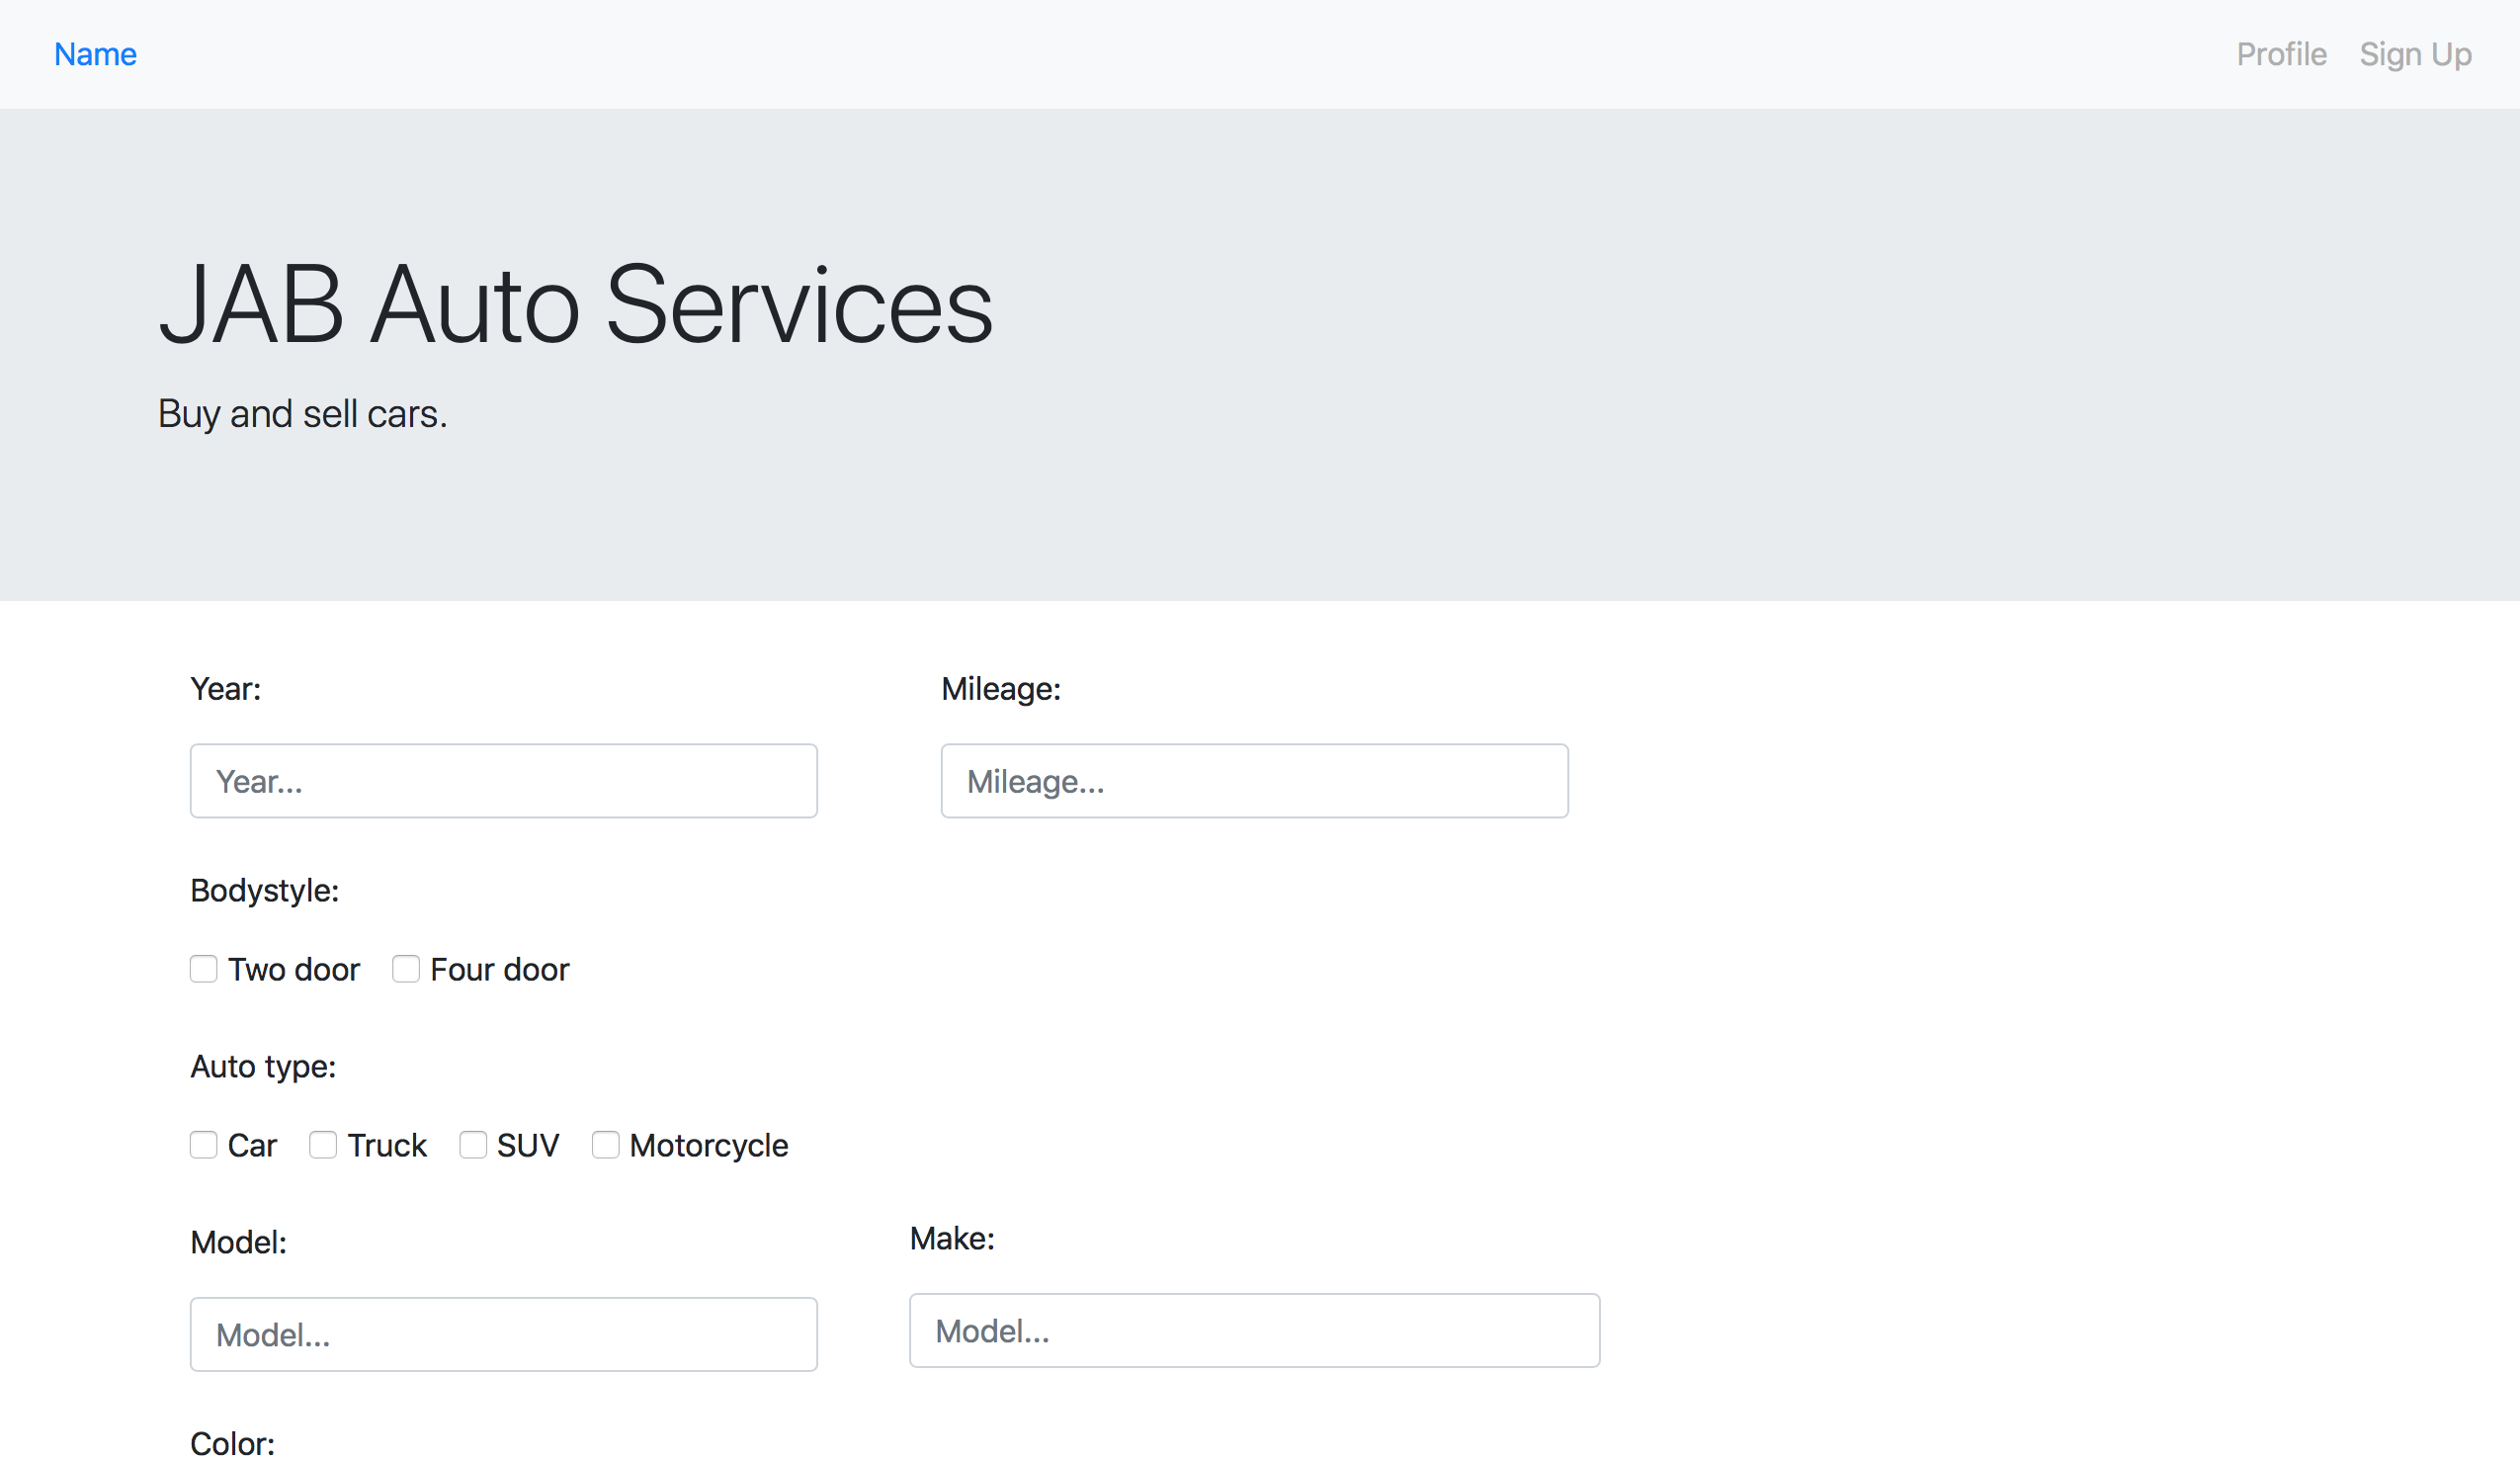 Name Profile Sign Up
JAB Auto Services
Buy and sell cars.
Year: Mileage:
Year... Mileage...
Bodystyle:
Two door Four door
Auto type:
Car Truck SUV Motorcycle
Model: Make:
Model... Model...
Color: